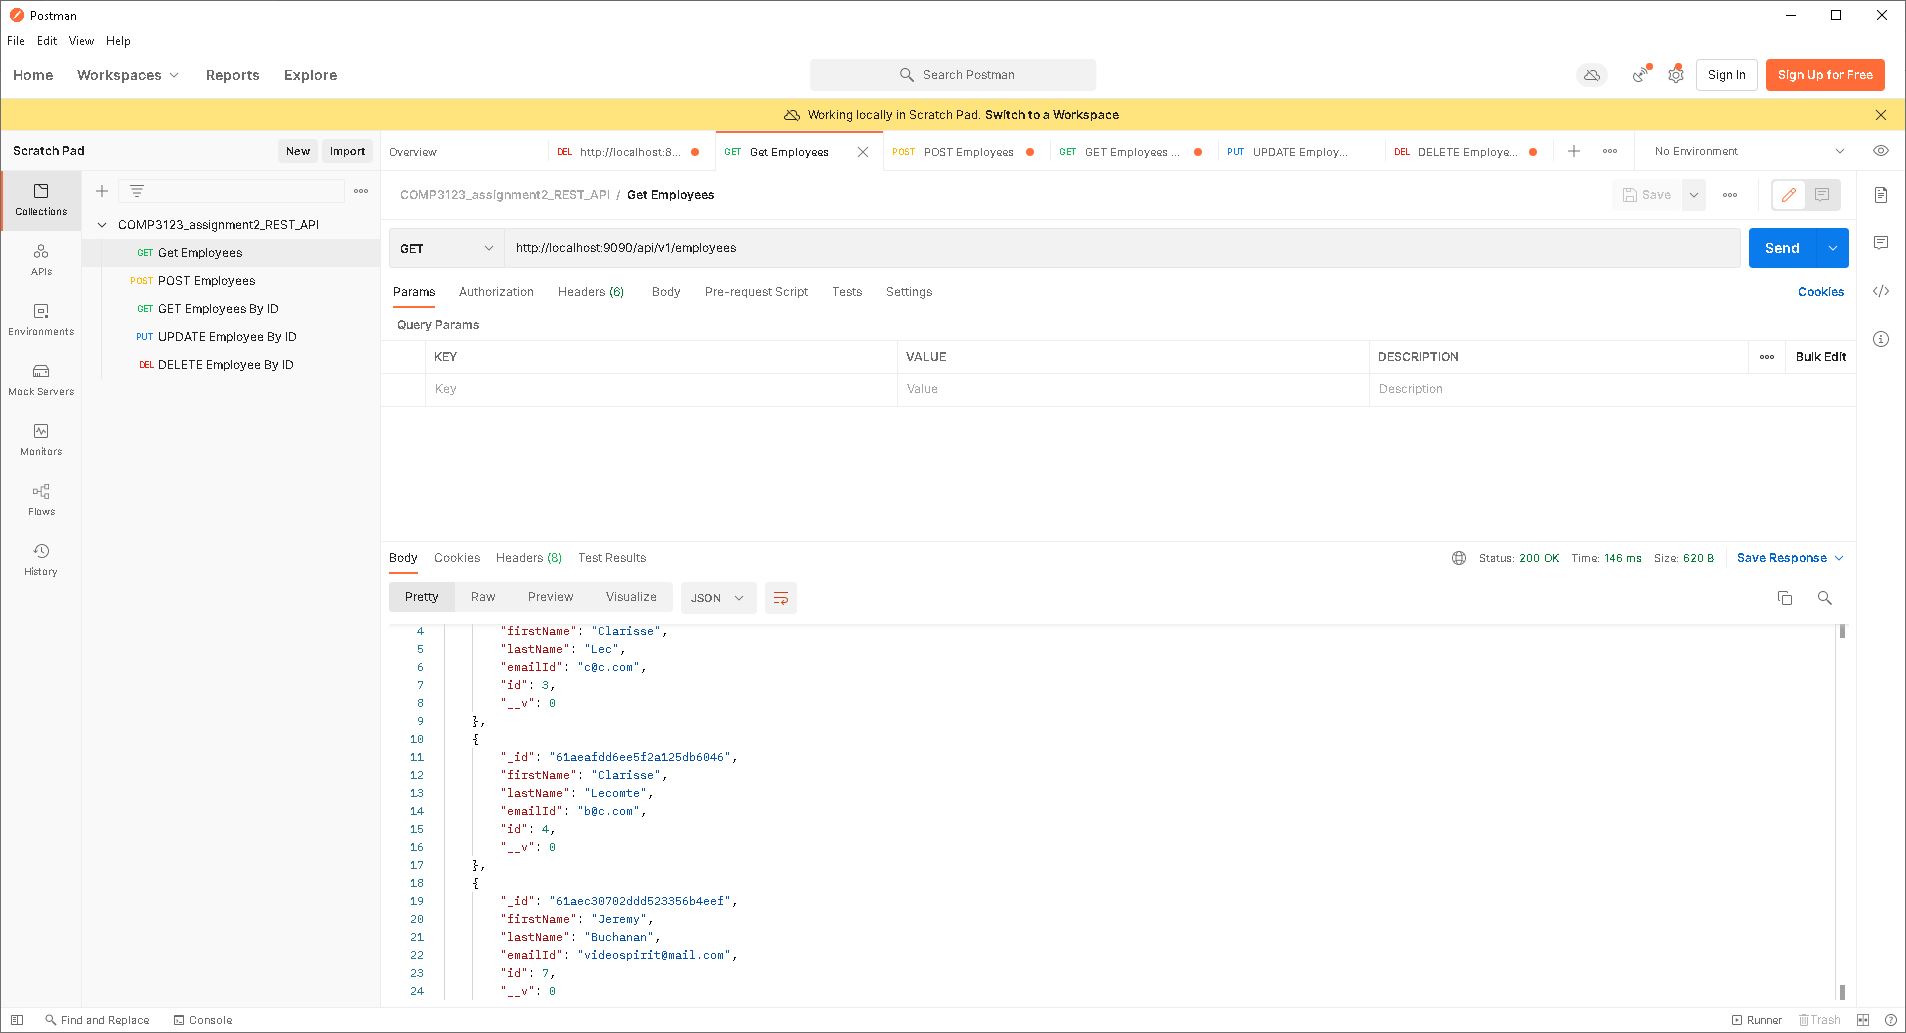 Postman
File Edit View Help
Home Workspaces Reports Explore
Search Postman
Sign In
Sign Up for Free
Working locally in Scratch Pad. Switch to a Workspace
Scratch Pad
New
Import
Overview
DEL http://localhost:8...
GET Get Employees
POST POST Employees
GET GET Employees ...
PUT UPDATE Employ...
DEL DELETE Employe...
No Environment
Collections
APIs
Environments
Mock Servers
Monitors
Flows
History
COMP3123_assignment2_REST_API
GET Get Employees
POST POST Employees
GET GET Employees By ID
PUT UPDATE Employee By ID
DEL DELETE Employee By ID
COMP3123_assignment2_REST_API / Get Employees
Save
GET
http://localhost:9090/api/v1/employees
Send
Params Authorization Headers (6) Body Pre-request Script Tests Settings
Cookies
Query Params
KEY VALUE DESCRIPTION Bulk Edit
Key Value Description
Body Cookies Headers (8) Test Results
Status: 200 OK Time: 146 ms Size: 620 B
Save Response
Pretty Raw Preview Visualize JSON
4 "firstName": "Clarisse",
5 "lastName": "Lec",
6 "emailId": "c@c.com",
7 "id": 3,
8 "__v": 0
9 },
10 {
11 "_id": "61aeafdd6ee5f2a125db6046",
12 "firstName": "Clarisse",
13 "lastName": "Lecomte",
14 "emailId": "b@c.com",
15 "id": 4,
16 "__v": 0
17 },
18 {
19 "_id": "61aec30702ddd523356b4eef",
20 "firstName": "Jeremy",
21 "lastName": "Buchanan",
22 "emailId": "videospirit@mail.com",
23 "id": 7,
24 "__v": 0
Find and Replace
Console
Runner
Trash